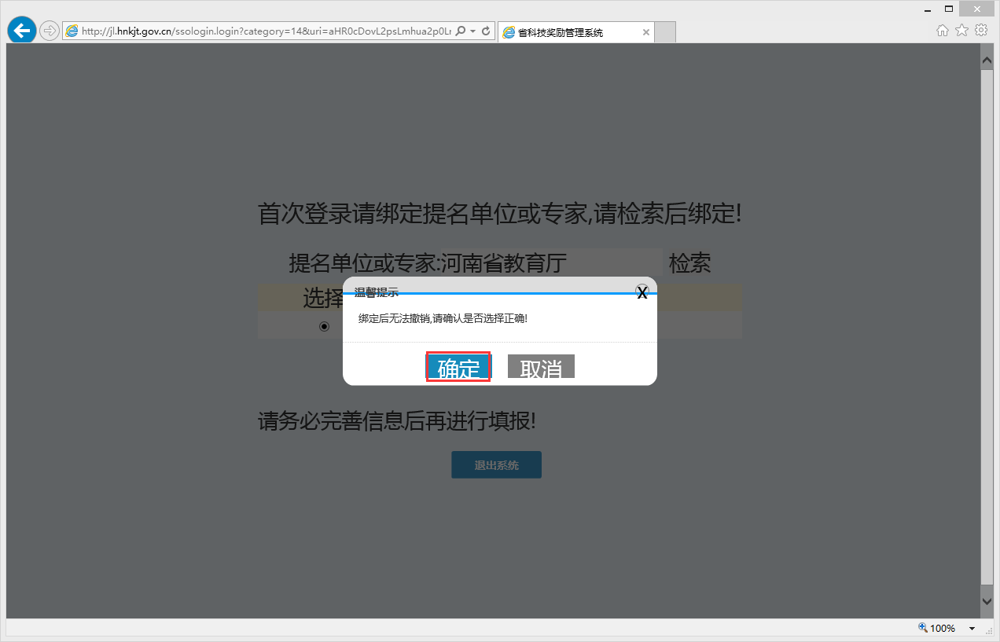 http://jl.hnkjt.gov.cn/ssologin.login?category=14&uri=aHR0cDovL2psLmhua2p0Lr
省科技奖励管理系统
首次登录请绑定提名单位或专家,请检索后绑定!
提名单位或专家:河南省教育厅 检索
选择
温馨提示 X
绑定后无法撤销,请确认是否选择正确!
确定 取消
请务必完善信息后再进行填报!
退出系统
100%